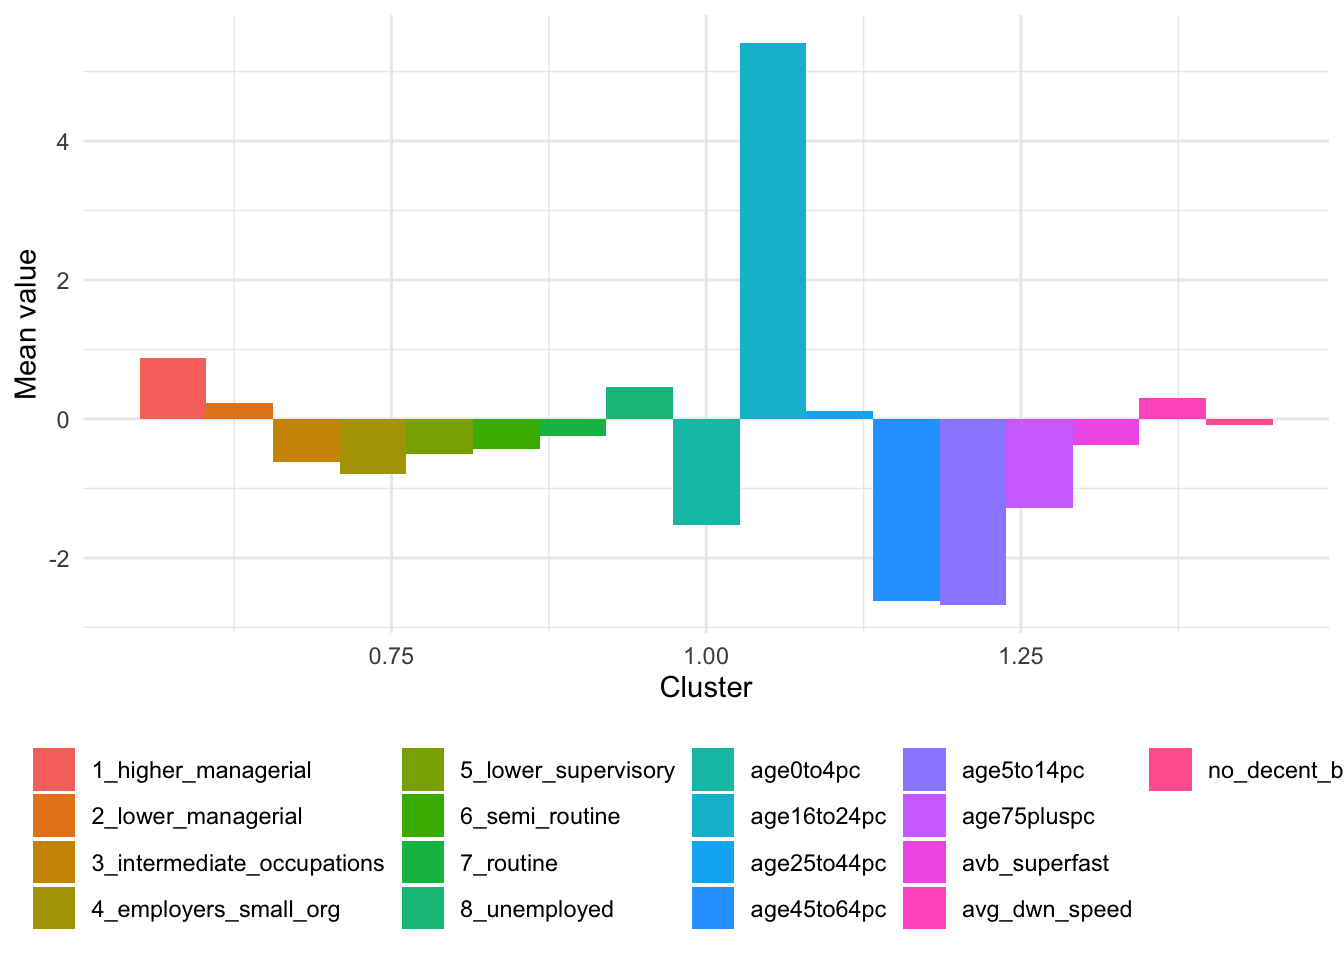 4
2
0
-2
Mean value
0.75 1.00 1.25
Cluster
1_higher_managerial 5_lower_supervisory age0to4pc age5to14pc no_decent_b
2_lower_managerial 6_semi_routine age16to24pc age75pluspc
3_intermediate_occupations 7_routine age25to44pc avb_superfast
4_employers_small_org 8_unemployed age45to64pc avg_dwn_speed